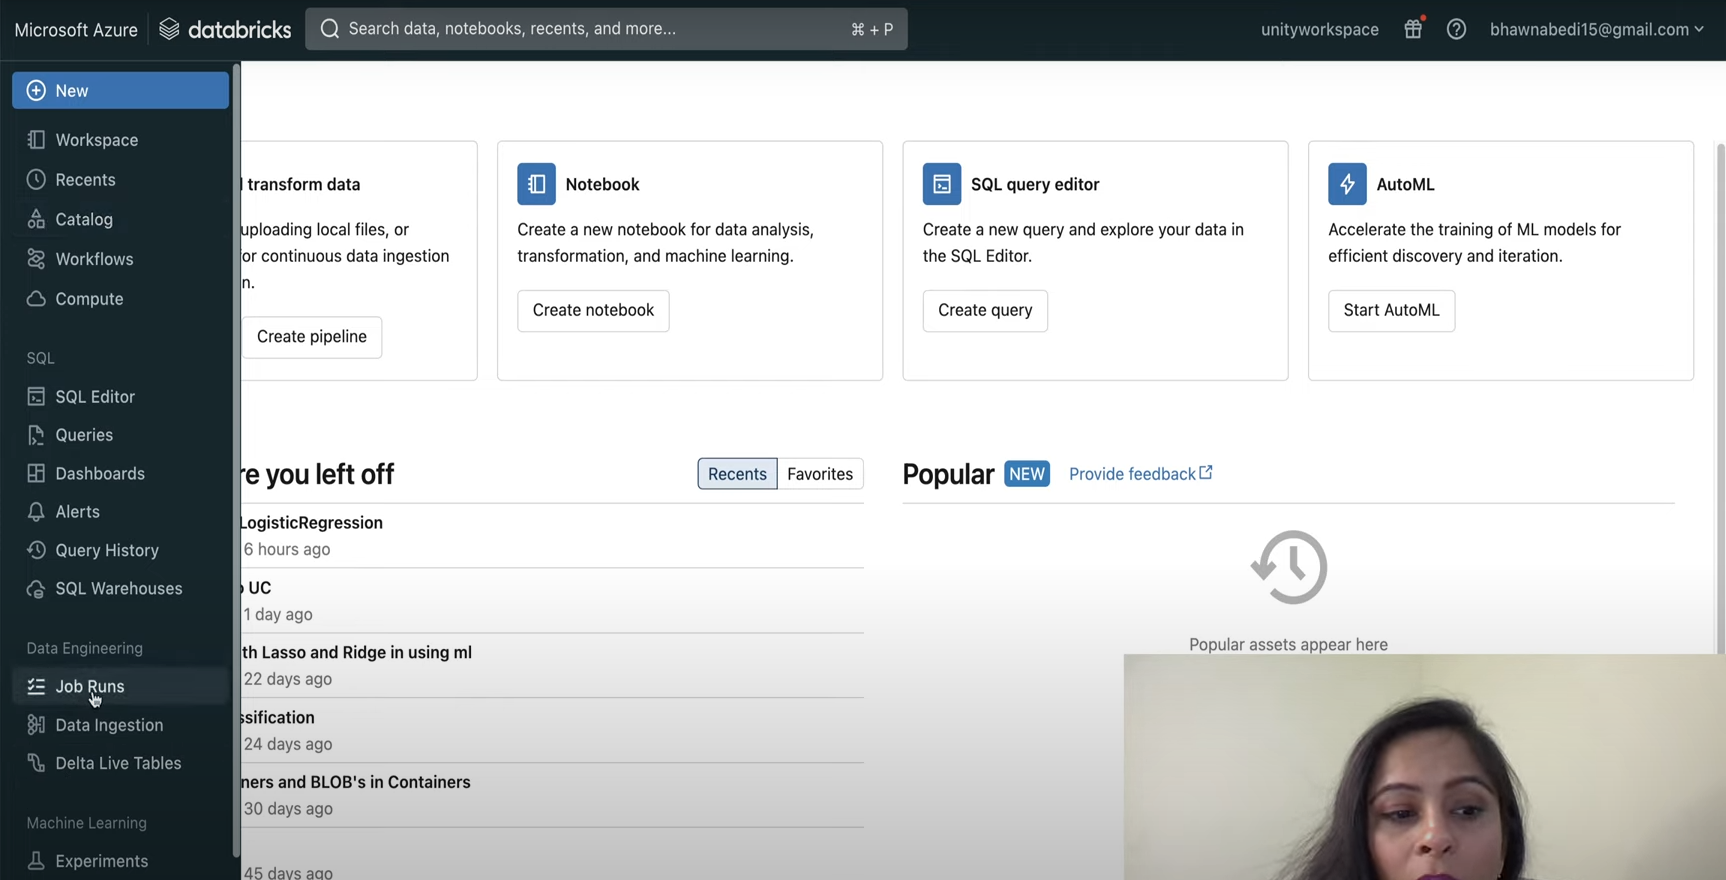 Microsoft Azure
databricks
Search data, notebooks, recents, and more...
⌘ + P
unityworkspace
bhawnabedi15@gmail.com
New
Workspace
Recents
Catalog
Workflows
Compute
SQL
SQL Editor
Queries
Dashboards
Alerts
Query History
SQL Warehouses
Data Engineering
Job Runs
Data Ingestion
Delta Live Tables
Machine Learning
Experiments
transform data
uploading local files, or
or continuous data ingestion
n.
Create pipeline
Notebook
Create a new notebook for data analysis,
transformation, and machine learning.
Create notebook
SQL query editor
Create a new query and explore your data in
the SQL Editor.
Create query
AutoML
Accelerate the training of ML models for
efficient discovery and iteration.
Start AutoML
re you left off
Recents
Favorites
LogisticRegression
6 hours ago
UC
1 day ago
th Lasso and Ridge in using ml
22 days ago
ssification
24 days ago
ners and BLOB's in Containers
30 days ago
45 days ago
Popular
NEW
Provide feedback
Popular assets appear here